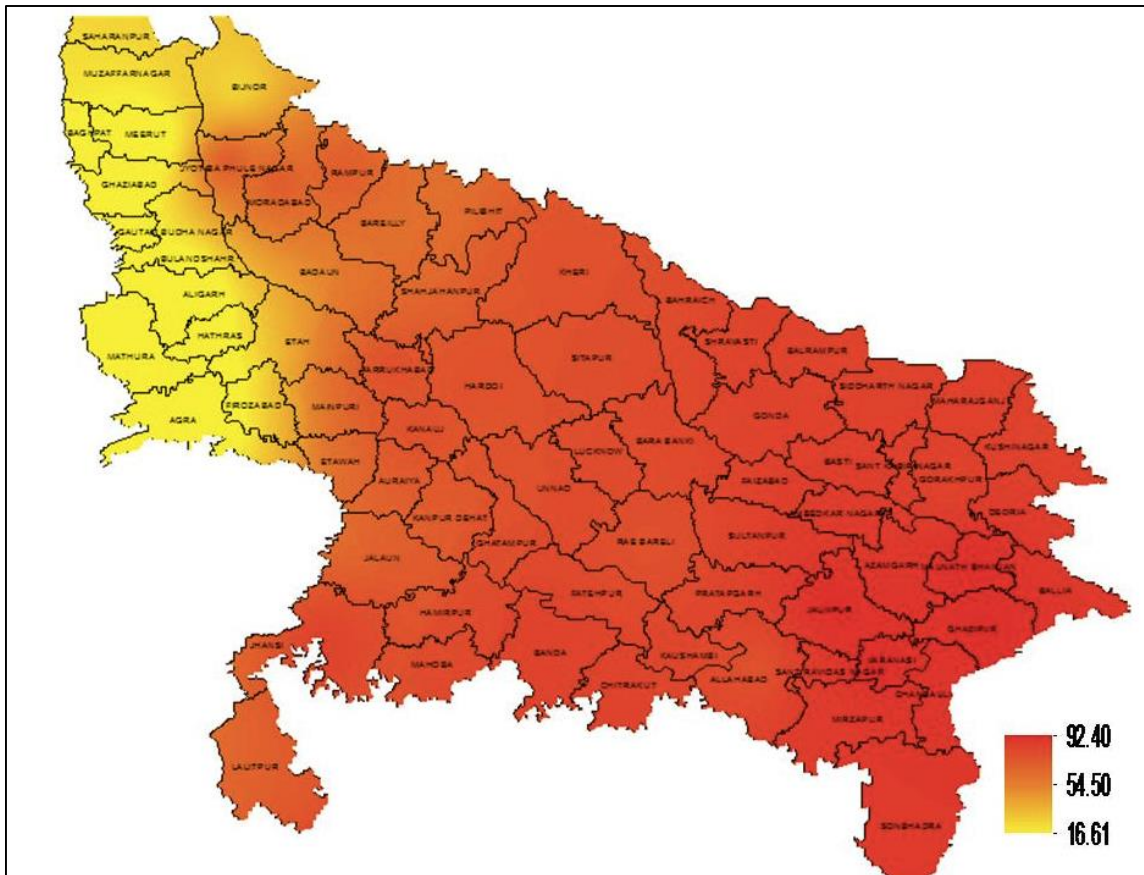 SAHARANPUR
MUZAFFARNAGAR
BIJNOR
BAGHPAT
MEERUT
JYOTIBA PHULE NAGAR
RAMPUR
GHAZIABAD
MORADABAD
BAREILLY
PILIBHIT
GAUTAM BUDHA NAGAR
BULANDSHAHR
BADAUN
KHERI
SHAHJAHANPUR
ALIGARH
BAHRAICH
HATHRAS
ETAH
SHRAVASTI
BALRAMPUR
MATHURA
SITAPUR
FARRUKHABAD
HARDOI
SIDDHARTH NAGAR
MAHARAJGANJ
FIROZABAD
MAINPURI
AGRA
GONDA
KANAUJ
BARA BANKI
KUSHINAGAR
LUCKNOW
ETAWAH
BASTI
SANT KABIR NAGAR
GORAKHPUR
AURAIYA
UNNAO
FAIZABAD
DEORIA
AMBEDKAR NAGAR
KANPUR DEHAT
SULTANPUR
GHATAMPUR
RAE BARELI
JALAUN
AZAMGARH
MAUNATH BHANJAN
BALLIA
FATEHPUR
PRATAPGARH
HAMIRPUR
JAUNPUR
GHAZIPUR
JHANSI
BANDA
KAUSHAMBI
MAHOBA
VARANASI
SANT RAVIDAS NAGAR
ALLAHABAD
CHITRAKUT
CHANDAULI
MIRZAPUR
92.40
LALITPUR
54.50
16.61
SONBHADRA